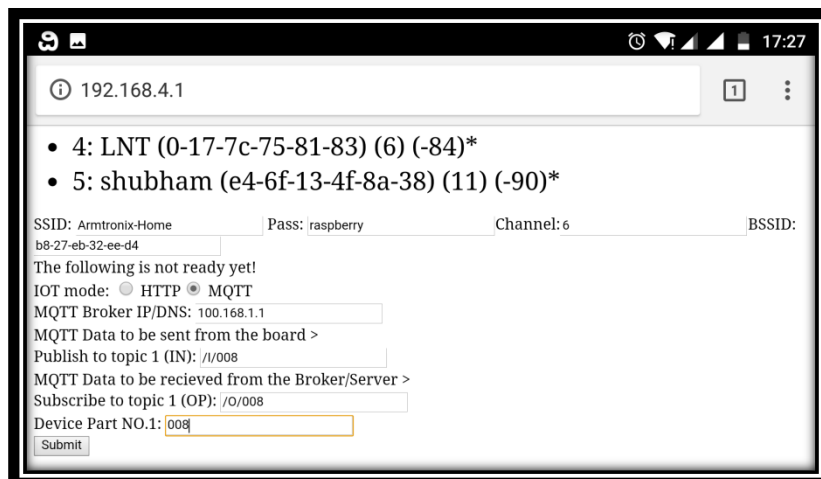 17:27
192.168.4.1
1
• 4: LNT (0-17-7c-75-81-83) (6) (-84)*
• 5: shubham (e4-6f-13-4f-8a-38) (11) (-90)*
SSID: Armtronix-Home Pass: raspberry Channel: 6 BSSID:
b8-27-eb-32-ee-d4
The following is not ready yet!
IOT mode: HTTP MQTT
MQTT Broker IP/DNS: 100.168.1.1
MQTT Data to be sent from the board >
Publish to topic 1 (IN): /I/008
MQTT Data to be recieved from the Broker/Server >
Subscribe to topic 1 (OP): /O/008
Device Part NO.1: 008
Submit